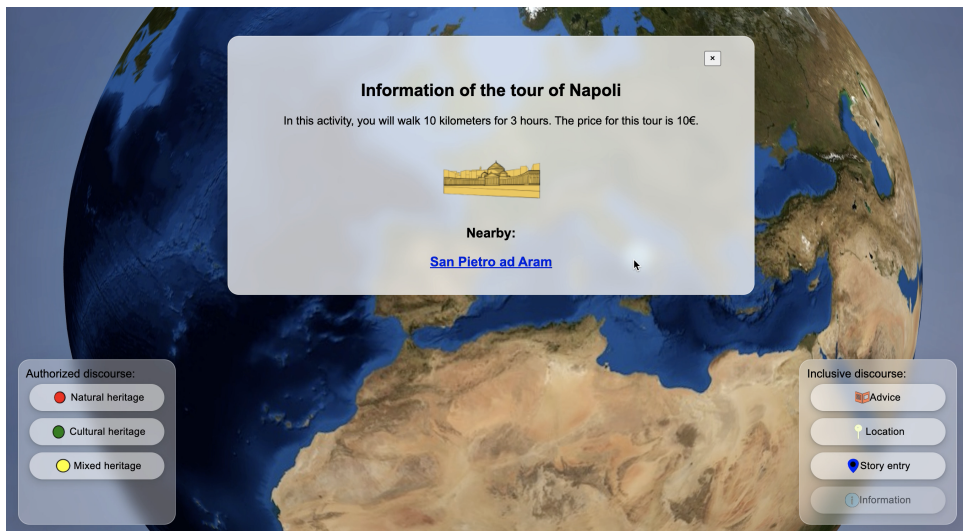 ×
Information of the tour of Napoli
In this activity, you will walk 10 kilometers for 3 hours. The price for this tour is 10€.
Nearby:
San Pietro ad Aram
Authorized discourse:
Natural heritage
Cultural heritage
Mixed heritage
Inclusive discourse:
Advice
Location
Story entry
Information